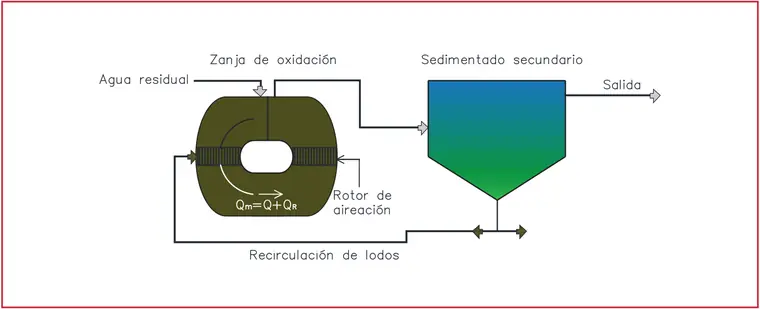 Zanja de oxidación
Sedimentado secundario
Agua residual
Salida
Rotor de
aireación
Qm=Q+QR
Recirculación de lodos